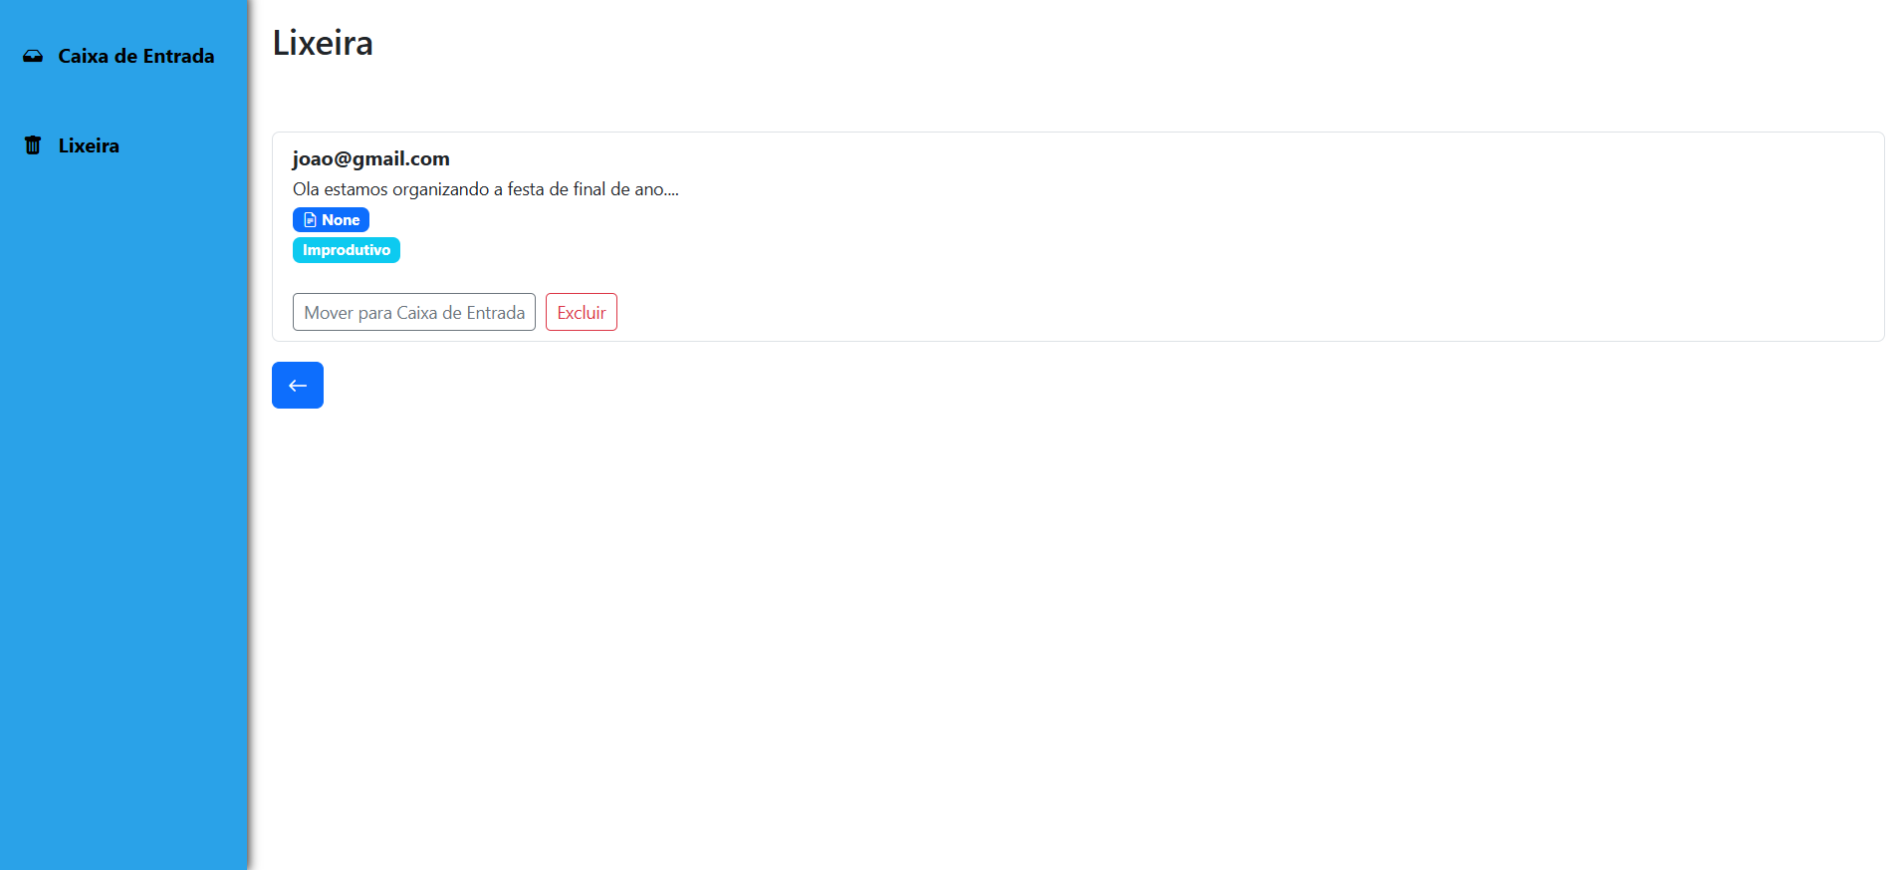 Caixa de Entrada
Lixeira
Lixeira
joao@gmail.com
Ola estamos organizando a festa de final de ano....
None
Improdutivo
Mover para Caixa de Entrada
Excluir